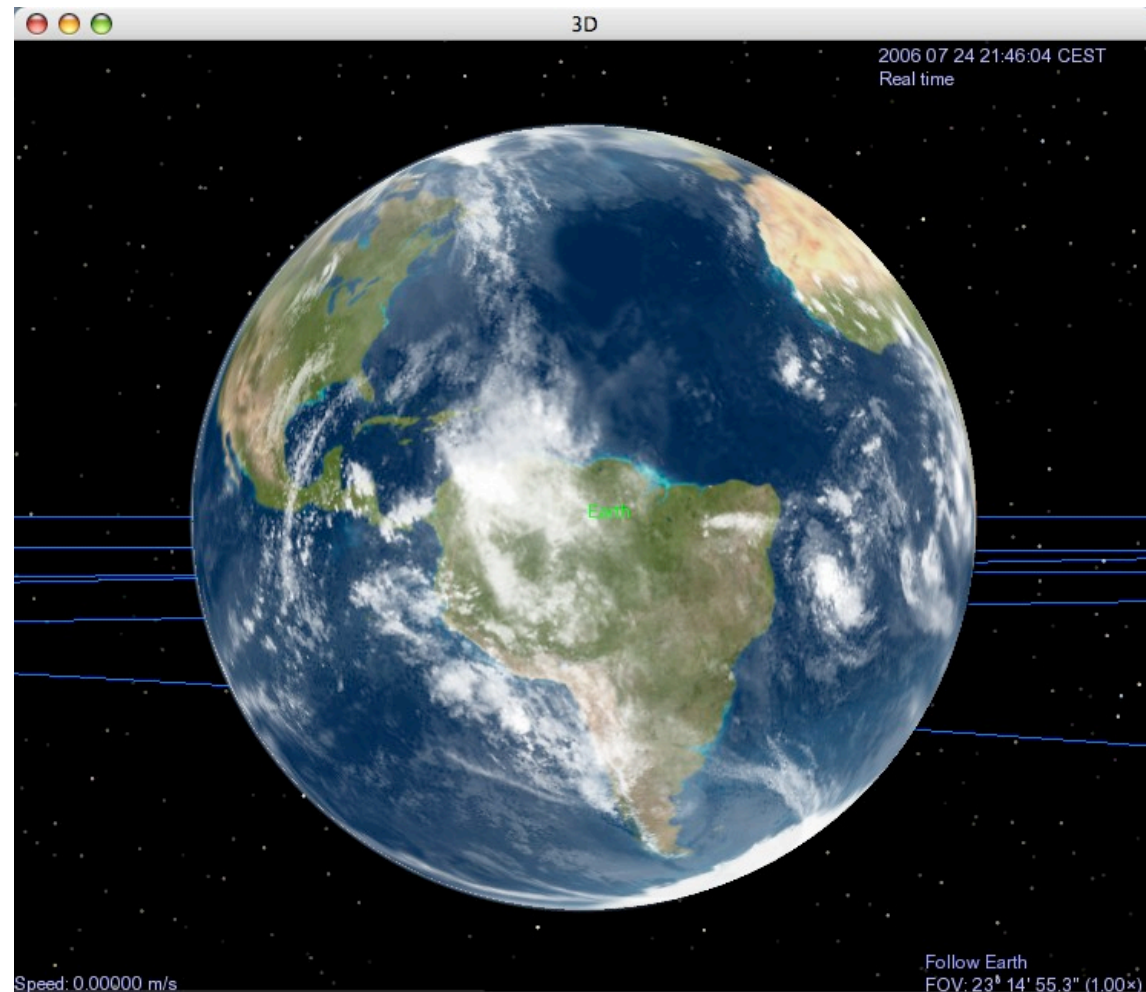 3D
2006 07 24 21:46:04 CEST
Real time
Earth
Follow Earth
Speed: 0.00000 m/s
FOV: 23° 14' 55.3" (1.00×)